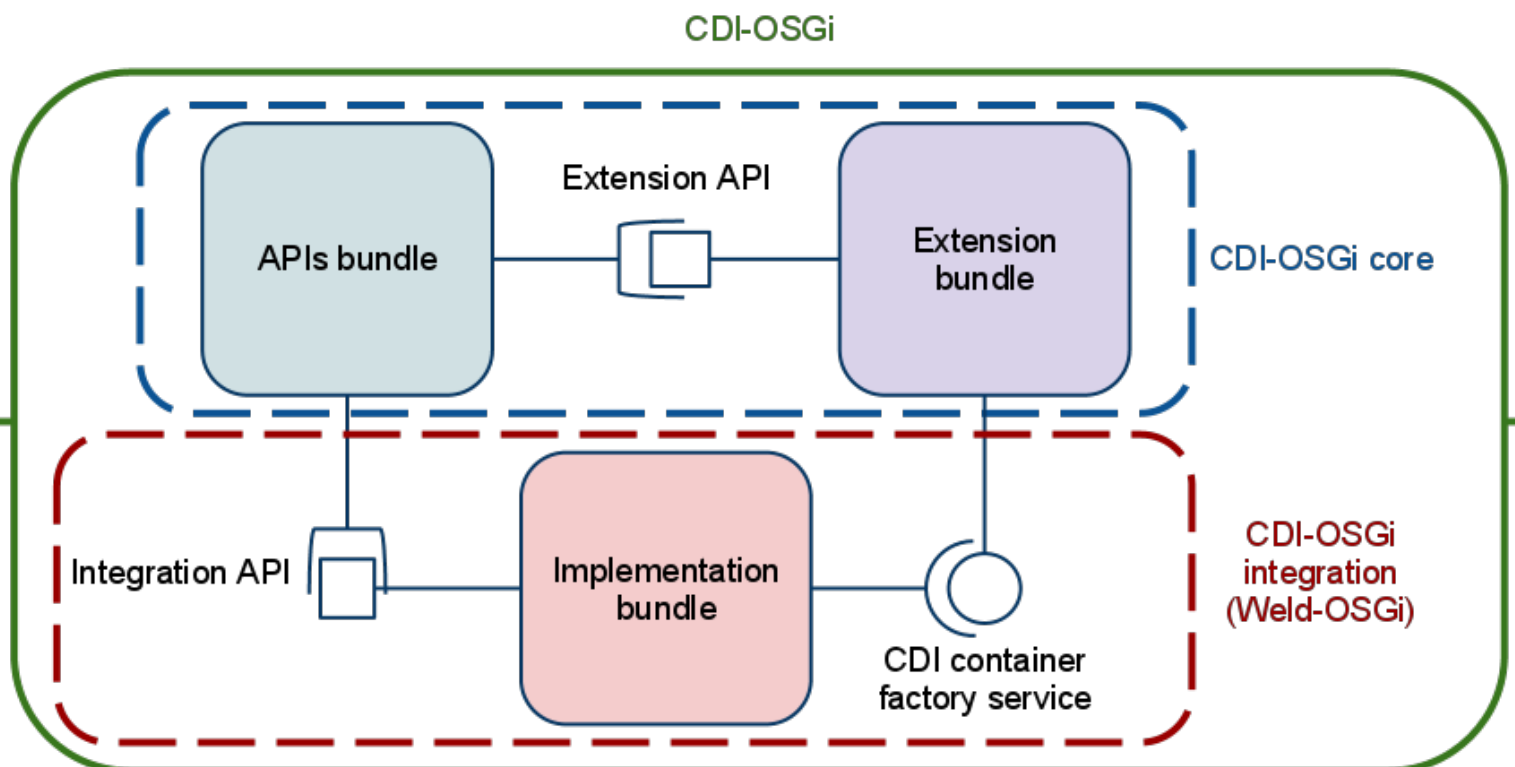 CDI-OSGi
Extension API
APIs bundle
Extension
bundle
CDI-OSGi core
Integration API
Implementation
bundle
CDI-OSGi
integration
(Weld-OSGi)
CDI container
factory service